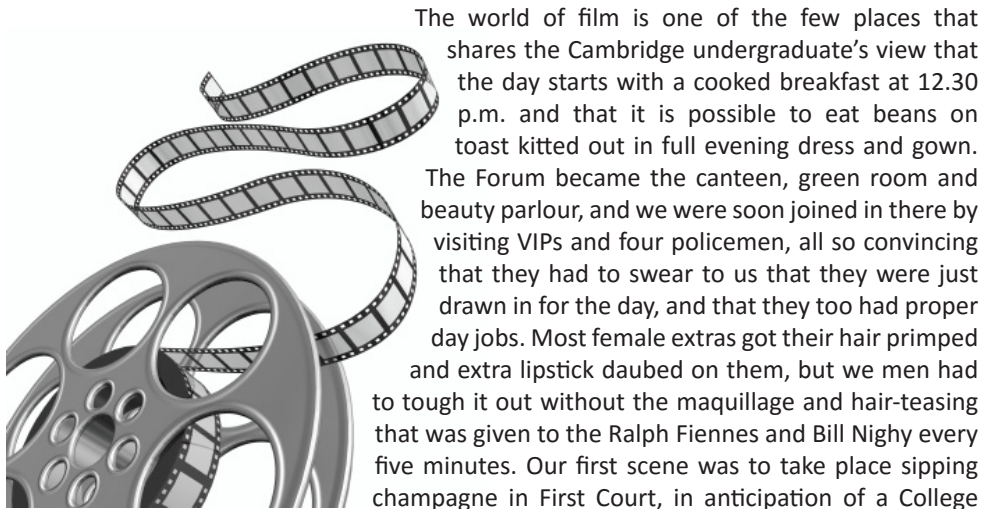 The world of film is one of the few places that
shares the Cambridge undergraduate’s view that
the day starts with a cooked breakfast at 12.30
p.m. and that it is possible to eat beans on
toast kitted out in full evening dress and gown.
The Forum became the canteen, green room and
beauty parlour, and we were soon joined in there by
visiting VIPs and four policemen, all so convincing
that they had to swear to us that they were just
drawn in for the day, and that they too had proper
day jobs. Most female extras got their hair primped
and extra lipstick daubed on them, but we men had
to tough it out without the maquillage and hair-teasing
that was given to the Ralph Fiennes and Bill Nighy every
five minutes. Our first scene was to take place sipping
champagne in First Court, in anticipation of a College